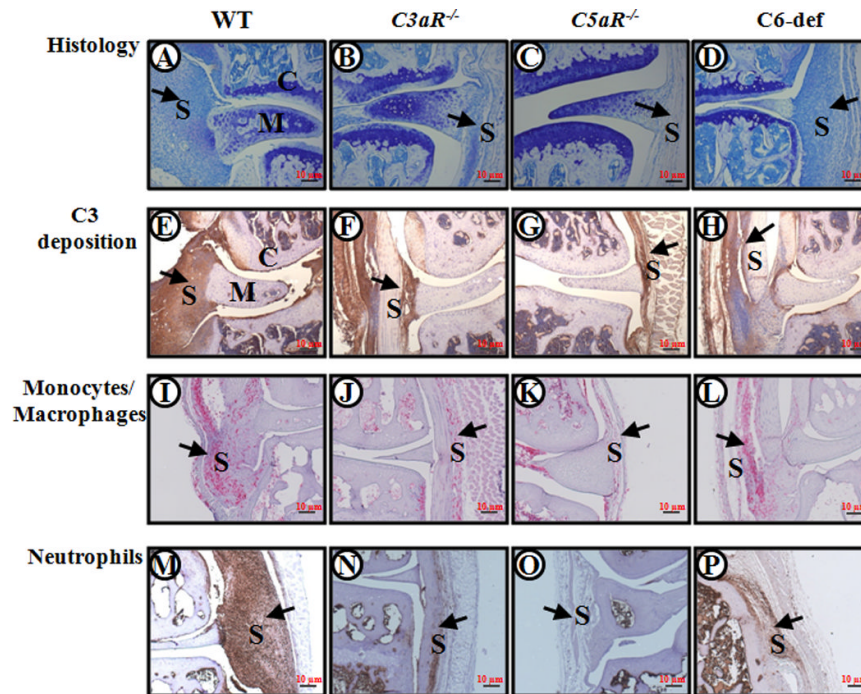 WT C3aR-/- C5aR-/- C6-def
Histology
A B C D
C
S M S S S
10 µm 10 µm 10 µm 10 µm
C3
deposition
E F G H
C
S M S S S
10 µm 10 µm 10 µm 10 µm
Monocytes/
Macrophages
I J K L
S S S S
10 µm 10 µm 10 µm 10 µm
Neutrophils
M N O P
S S S S
10 µm 10 µm 10 µm 10 µm